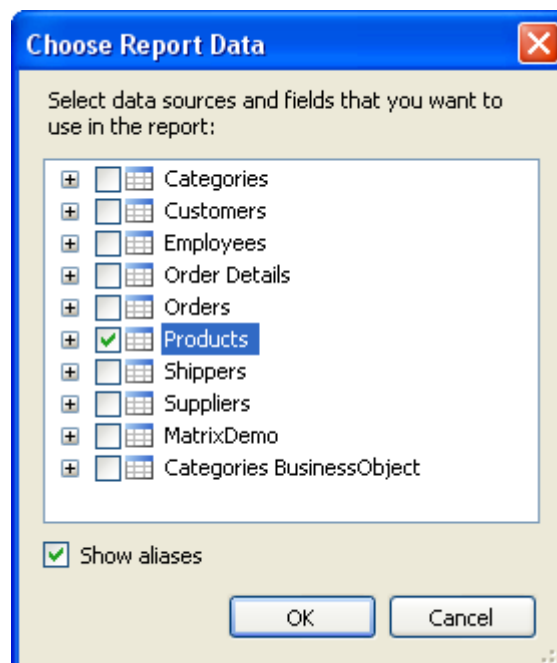 Choose Report Data
Select data sources and fields that you want to
use in the report:
Categories
Customers
Employees
Order Details
Orders
Products
Shippers
Suppliers
MatrixDemo
Categories BusinessObject
Show aliases
OK
Cancel